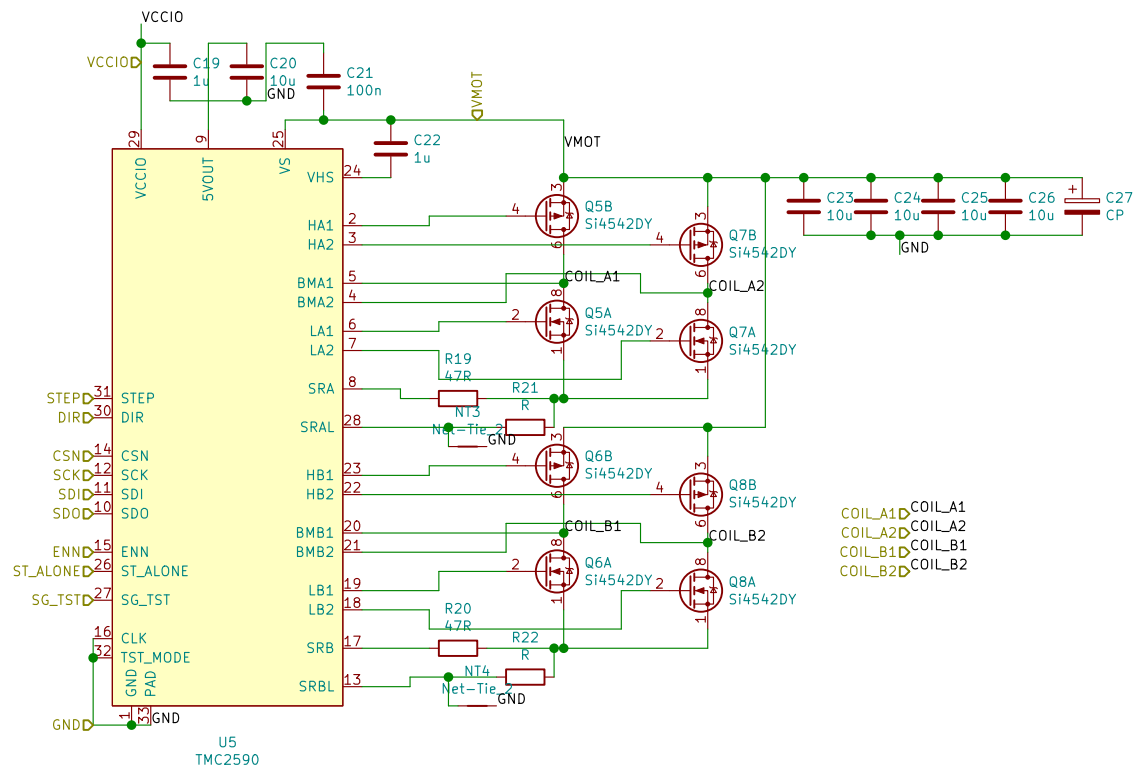 VCCIO
VCCIO
C19
1u
C20
10u
GND
C21
100n
VMOT
VMOT
C22
1u
29
9
25
VCCIO
5VOUT
VS
VHS
24
HA1
2
HA2
3
BMA1
5
BMA2
4
LA1
6
LA2
7
SRA
8
SRAL
28
HB1
23
HB2
22
BMB1
20
BMB2
21
LB1
19
LB2
18
SRB
17
SRBL
13
STEP
31
STEP
DIR
30
DIR
CSN
14
CSN
SCK
12
SCK
SDI
11
SDI
SDO
10
SDO
ENN
15
ENN
ST_ALONE
26
ST_ALONE
SG_TST
27
SG_TST
16
CLK
32
TST_MODE
GND
PAD
1
33
GND
GND
U5
TMC2590
3
4
6
Q5B
Si4542DY
COIL_A1
8
2
1
Q5A
Si4542DY
3
4
6
Q7B
Si4542DY
COIL_A2
8
2
1
Q7A
Si4542DY
R19
47R
R21
R
NT3
Net-Tie_2
GND
3
4
6
Q6B
Si4542DY
COIL_B1
8
2
1
Q6A
Si4542DY
3
4
6
Q8B
Si4542DY
COIL_B2
8
2
1
Q8A
Si4542DY
R20
47R
R22
R
NT4
Net-Tie_2
GND
C23
10u
C24
10u
C25
10u
C26
10u
+
C27
CP
GND
COIL_A1
COIL_A1
COIL_A2
COIL_A2
COIL_B1
COIL_B1
COIL_B2
COIL_B2